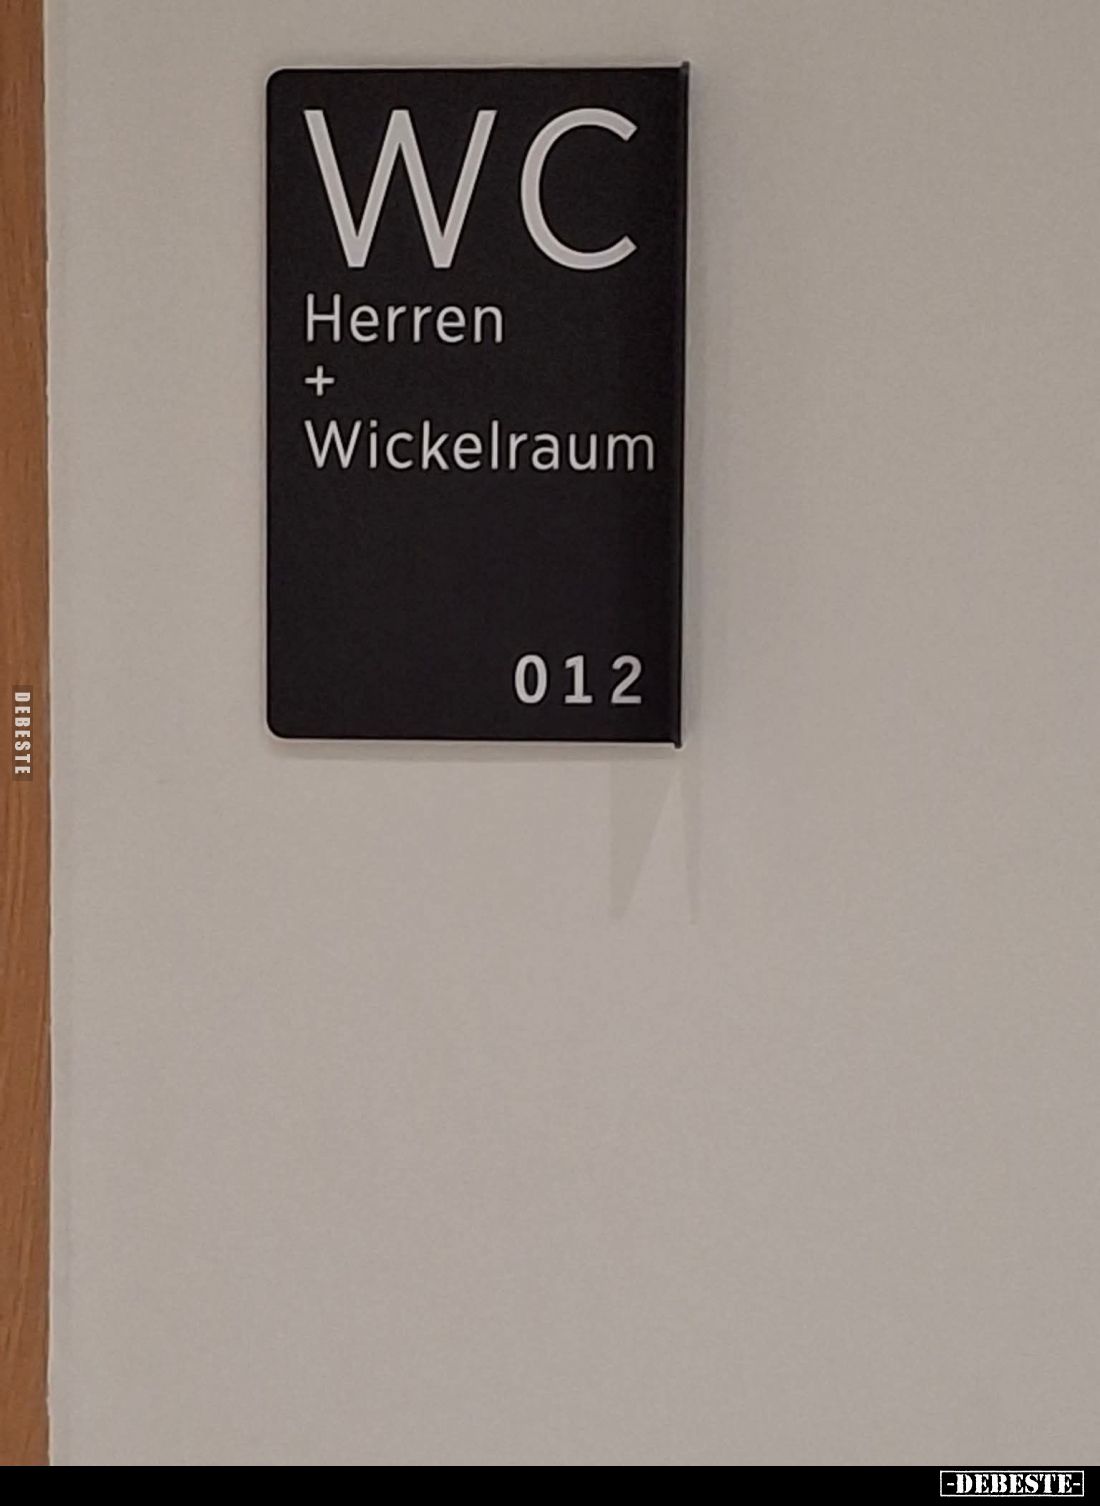 WC
Herren
+
Wickelraum
012
DEBESTE
-DEBESTE-